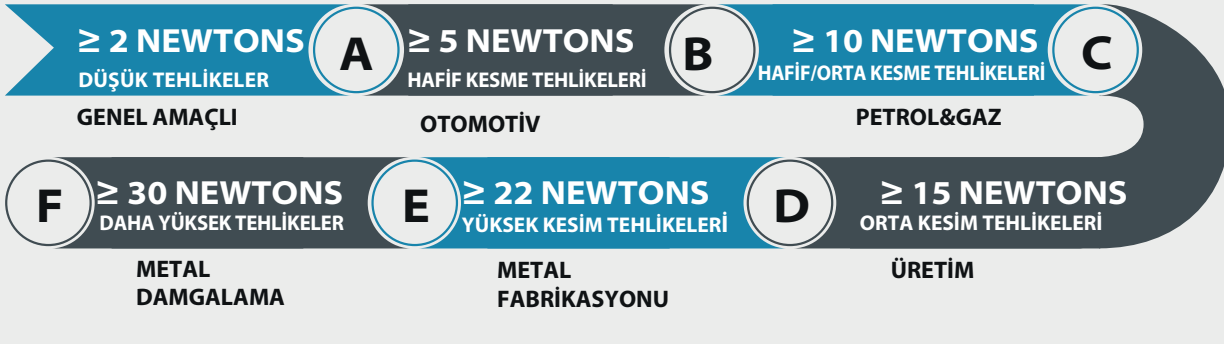 ≥ 2 NEWTONS
DÜŞÜK TEHLİKELER
GENEL AMAÇLI
A
≥ 5 NEWTONS
HAFİF KESME TEHLİKELERİ
OTOMOTİV
B
≥ 10 NEWTONS
HAFİF/ORTA KESME TEHLİKELERİ
PETROL&GAZ
C
≥ 15 NEWTONS
ORTA KESİM TEHLİKELERİ
ÜRETİM
D
≥ 22 NEWTONS
YÜKSEK KESİM TEHLİKELERİ
METAL
FABRİKASYONU
E
≥ 30 NEWTONS
DAHA YÜKSEK TEHLİKELER
METAL
DAMGALAMA
F